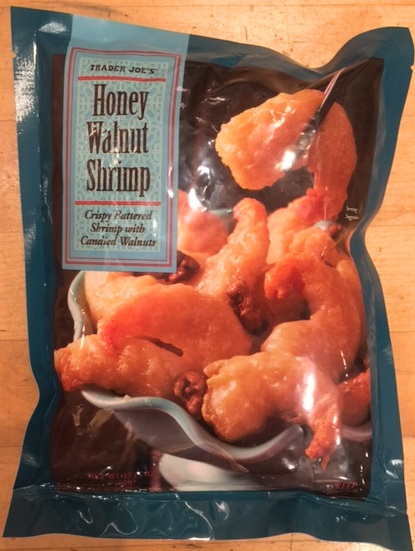 TRADER JOE'S
Honey
Walnut
Shrimp
Crispy Battered
Shrimp with
Candied Walnuts